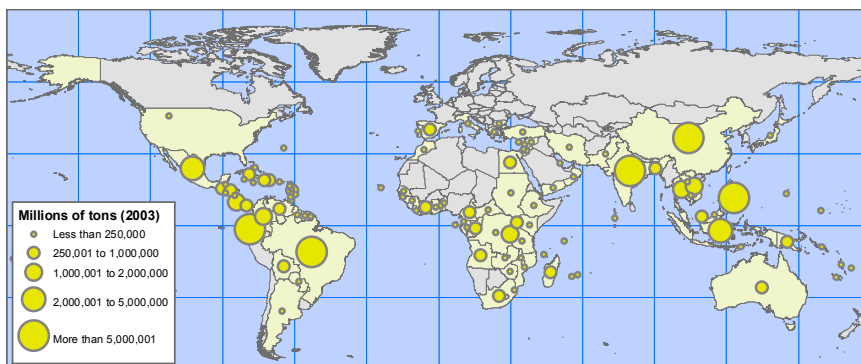 Millions of tons (2003)
Less than 250,000
250,001 to 1,000,000
1,000,001 to 2,000,000
2,000,001 to 5,000,000
More than 5,000,001